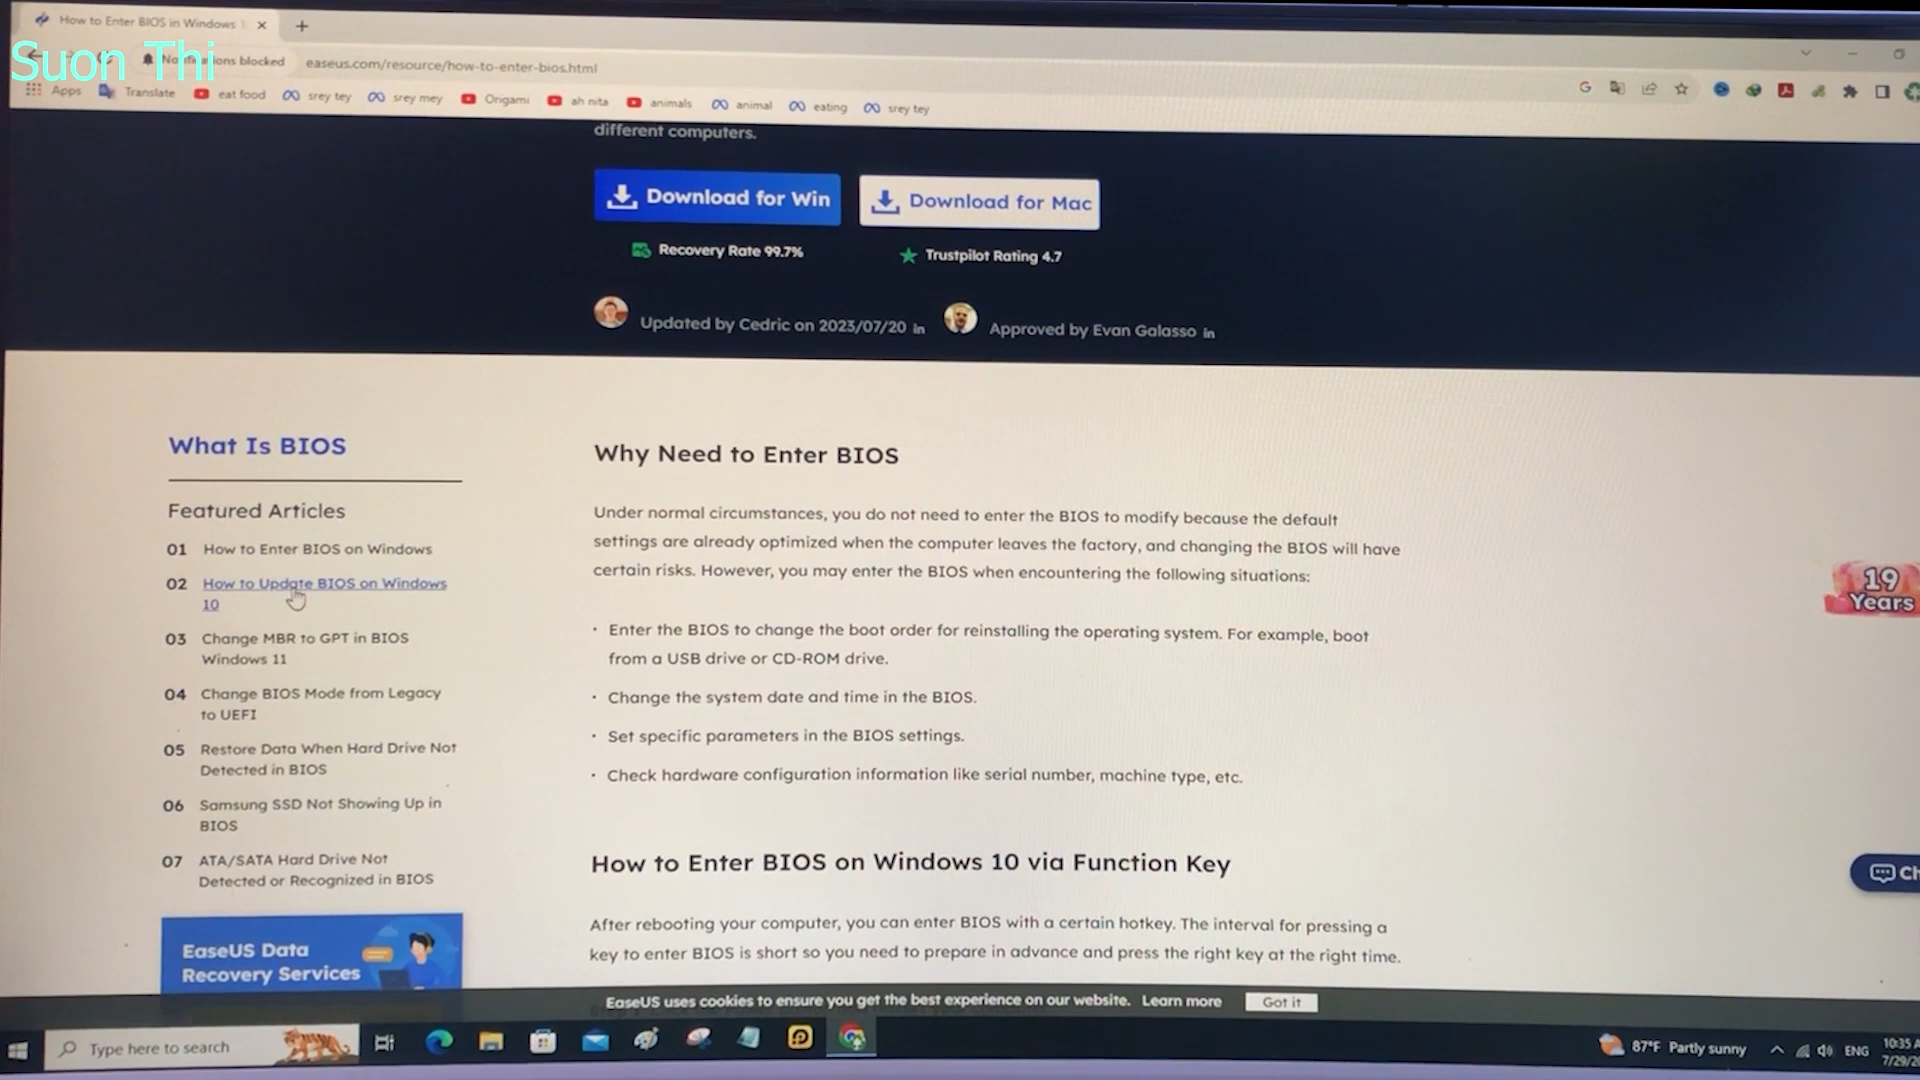 How to Enter BIOS in Windows
Suon Thi
blocked
easeus.com/resource/how-to-enter-bios.html
Apps
Translate
eat food
srey tey
srey mey
Origami
ah nita
animals
animal
eating
srey tey
different computers.
Download for Win
Download for Mac
Recovery Rate 99.7%
Trustpilot Rating 4.7
Updated by Cedric on 2023/07/20 in
Approved by Evan Galasso in
What Is BIOS
Featured Articles
01 How to Enter BIOS on Windows
02 How to Update BIOS on Windows
10
03 Change MBR to GPT in BIOS
Windows 11
04 Change BIOS Mode from Legacy
to UEFI
05 Restore Data When Hard Drive Not
Detected in BIOS
06 Samsung SSD Not Showing Up in
BIOS
07 ATA/SATA Hard Drive Not
Detected or Recognized in BIOS
EaseUS Data
Recovery Services
Why Need to Enter BIOS
Under normal circumstances, you do not need to enter the BIOS to modify because the default
settings are already optimized when the computer leaves the factory, and changing the BIOS will have
certain risks. However, you may enter the BIOS when encountering the following situations:
· Enter the BIOS to change the boot order for reinstalling the operating system. For example, boot
from a USB drive or CD-ROM drive.
· Change the system date and time in the BIOS.
· Set specific parameters in the BIOS settings.
· Check hardware configuration information like serial number, machine type, etc.
How to Enter BIOS on Windows 10 via Function Key
After rebooting your computer, you can enter BIOS with a certain hotkey. The interval for pressing a
key to enter BIOS is short so you need to prepare in advance and press the right key at the right time.
19
Years
Ch
EaseUS uses cookies to ensure you get the best experience on our website. Learn more
Got it
Type here to search
87°F Partly sunny
ENG
10:35 A
7/29/20